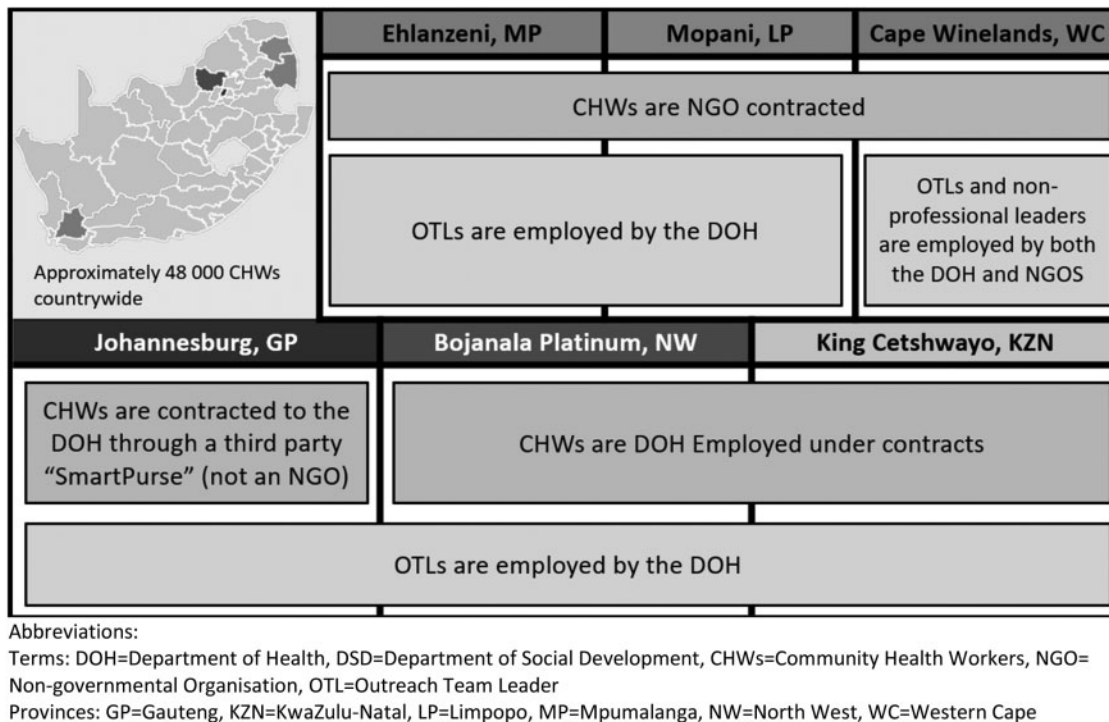 Ehlanzeni, MP
Mopani, LP
Cape Winelands, WC
CHWs are NGO contracted
OTLs are employed by the DOH
OTLs and non-
professional leaders
are employed by both
the DOH and NGOS
Approximately 48 000 CHWs
countrywide
Johannesburg, GP
Bojanala Platinum, NW
King Cetshwayo, KZN
CHWs are contracted to the
DOH through a third party
“SmartPurse” (not an NGO)
CHWs are DOH Employed under contracts
OTLs are employed by the DOH
Abbreviations:
Terms: DOH=Department of Health, DSD=Department of Social Development, CHWs=Community Health Workers, NGO=
Non-governmental Organisation, OTL=Outreach Team Leader
Provinces: GP=Gauteng, KZN=KwaZulu-Natal, LP=Limpopo, MP=Mpumalanga, NW=North West, WC=Western Cape